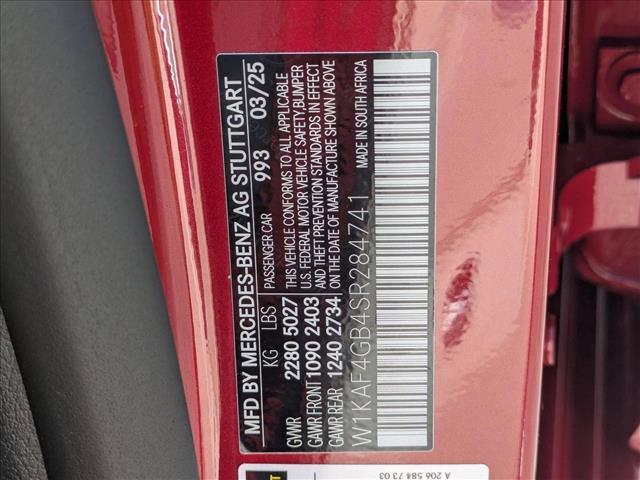 MFD BY MERCEDES-BENZ AG STUTTGART
KG LBS PASSENGER CAR 993 03/25
GVWR 2280 5027 THIS VEHICLE CONFORMS TO ALL APPLICABLE
U.S. FEDERAL MOTOR VEHICLE SAFETY, BUMPER
GAWR FRONT 1090 2403 AND THEFT PREVENTION STANDARDS IN EFFECT
GAWR REAR 1240 2734 ON THE DATE OF MANUFACTURE SHOWN ABOVE
MADE IN SOUTH AFRICA
W1KAF4GB4SR284741
A 206 584 73 03